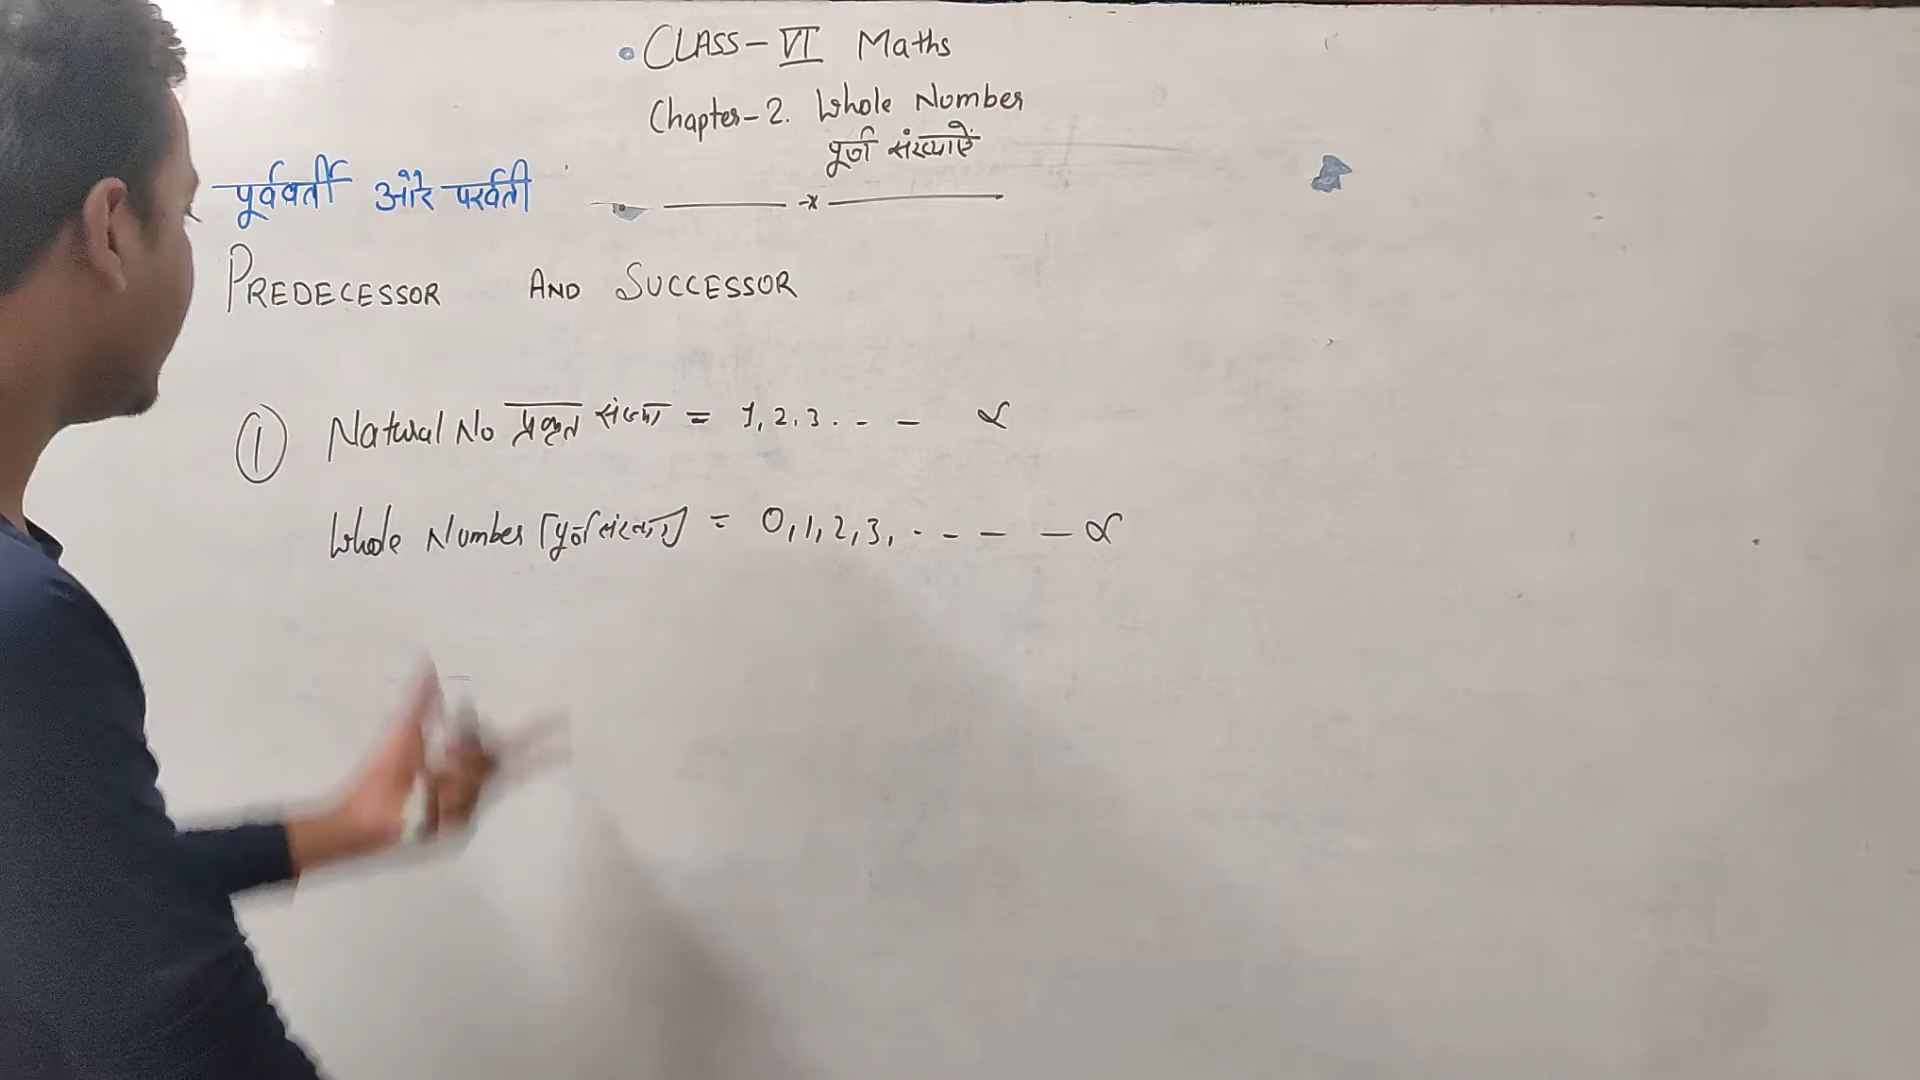 CLASS-VI Maths
Chapter-2. Whole Number
पूर्ण संख्याऐं
पूर्ववर्ती और परवर्ती
PREDECESSOR AND SUCCESSOR
① Natural No प्रकृत संख्या = 1, 2, 3 . - - ∝
Whole Number [पूर्ण संख्याए] = 0, 1, 2, 3, . - - - ∝